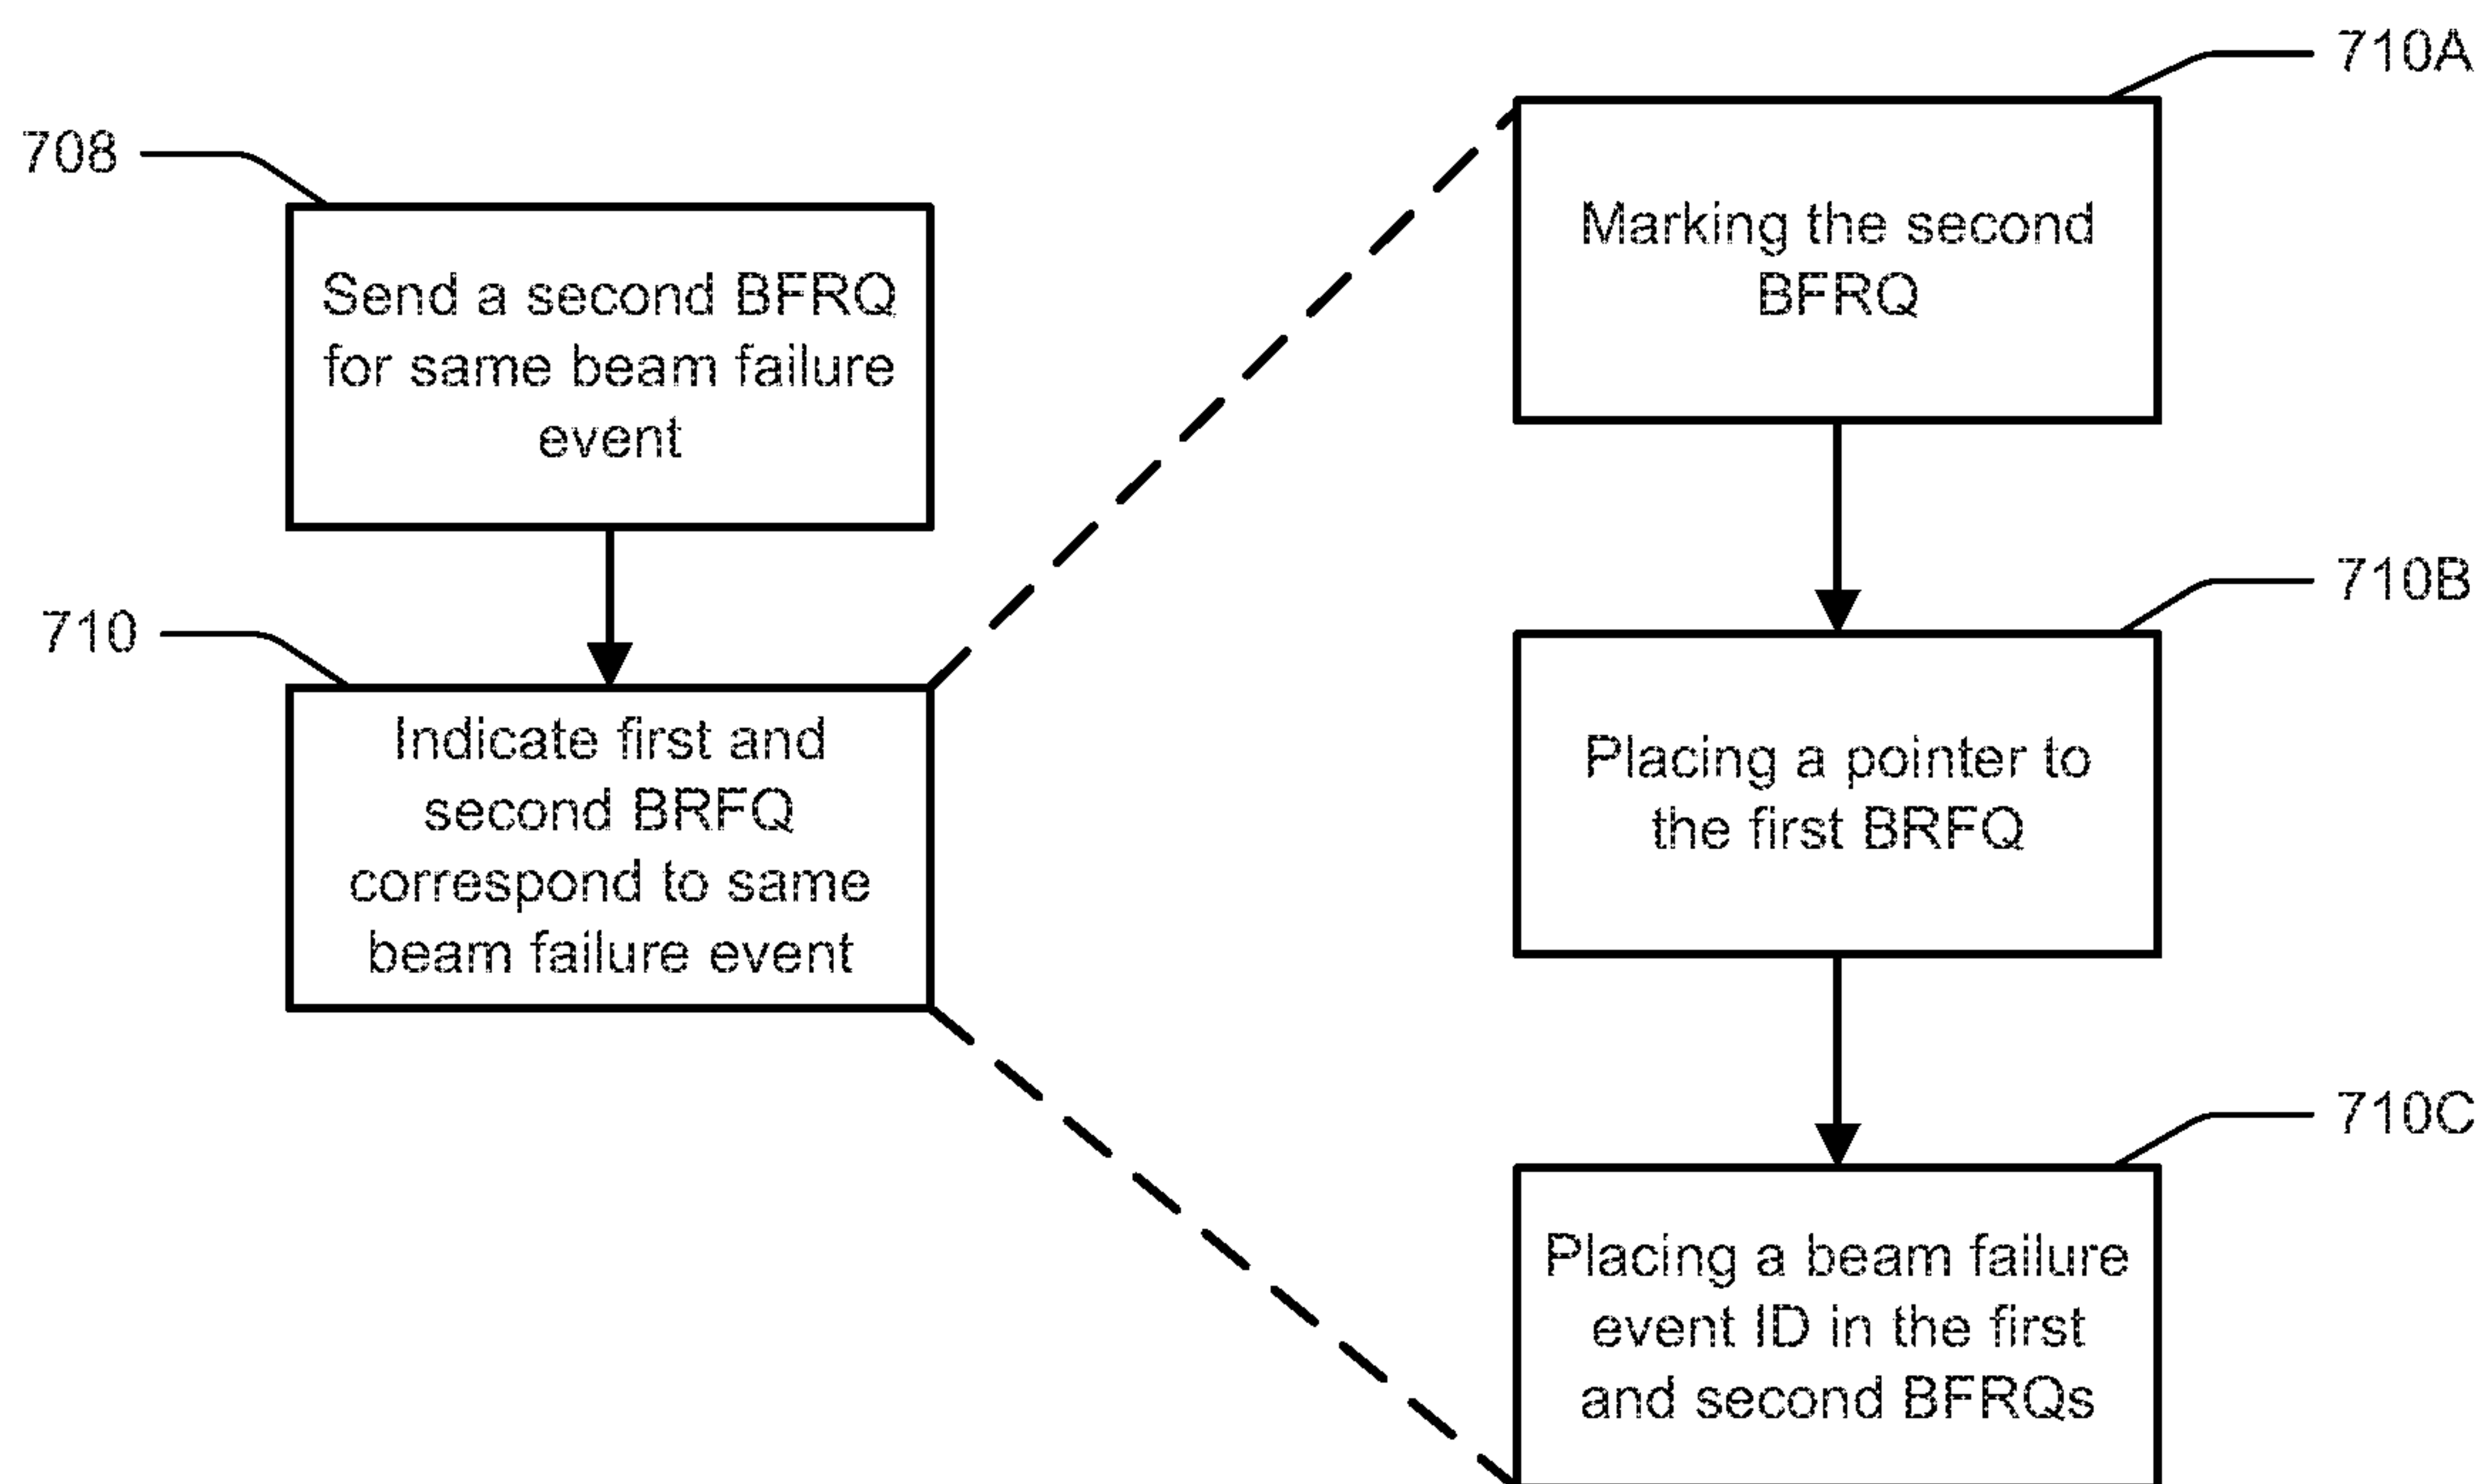 708
Send a second BFRQ
for same beam failure
event
710
Indicate first and
second BRFQ
correspond to same
beam failure event
710A
Marking the second
BFRQ
710B
Placing a pointer to
the first BRFQ
710C
Placing a beam failure
event ID in the first
and second BFRQs